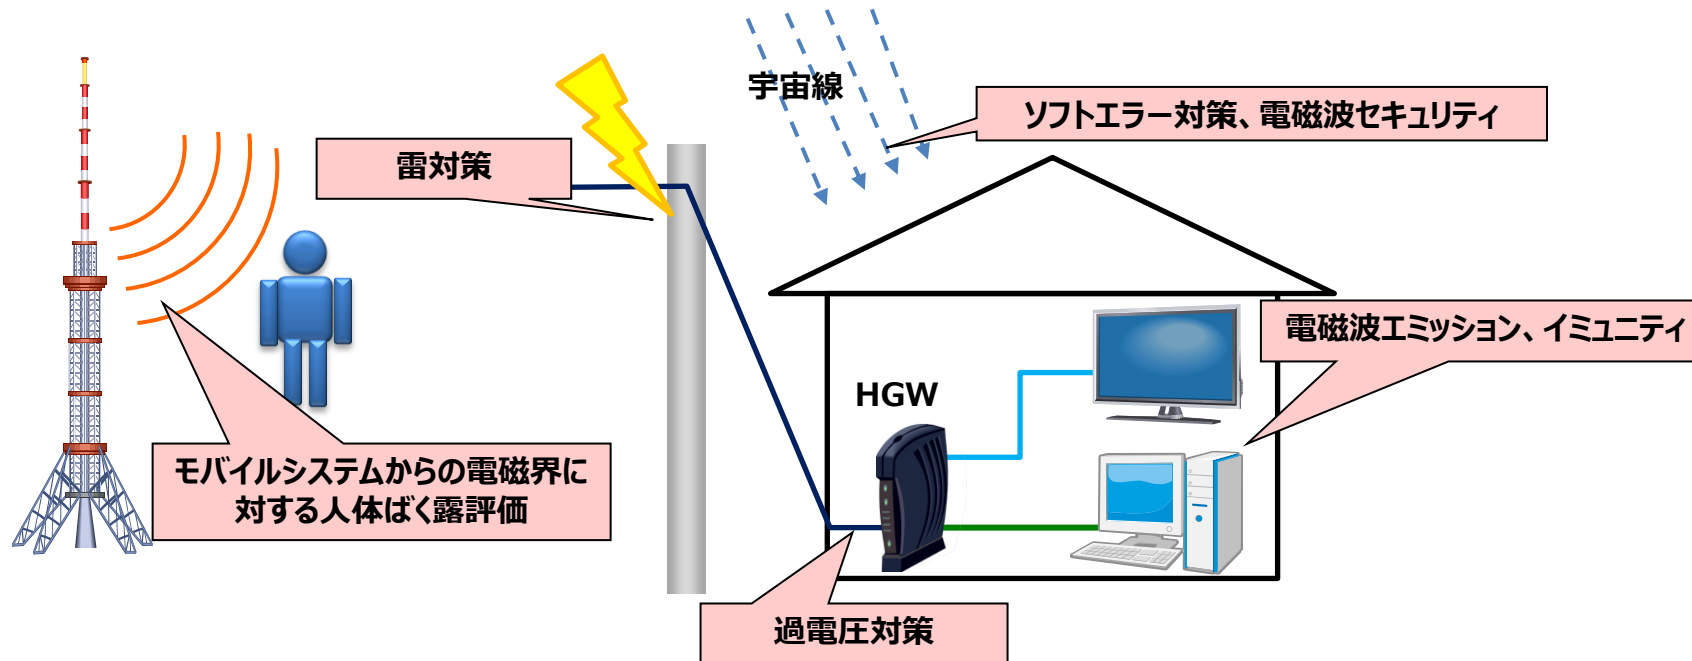 宇宙線
ソフトエラー対策、電磁波セキュリティ
雷対策
電磁波エミッション、イミュニティ
HGW
モバイルシステムからの電磁界に
対する人体ばく露評価
過電圧対策